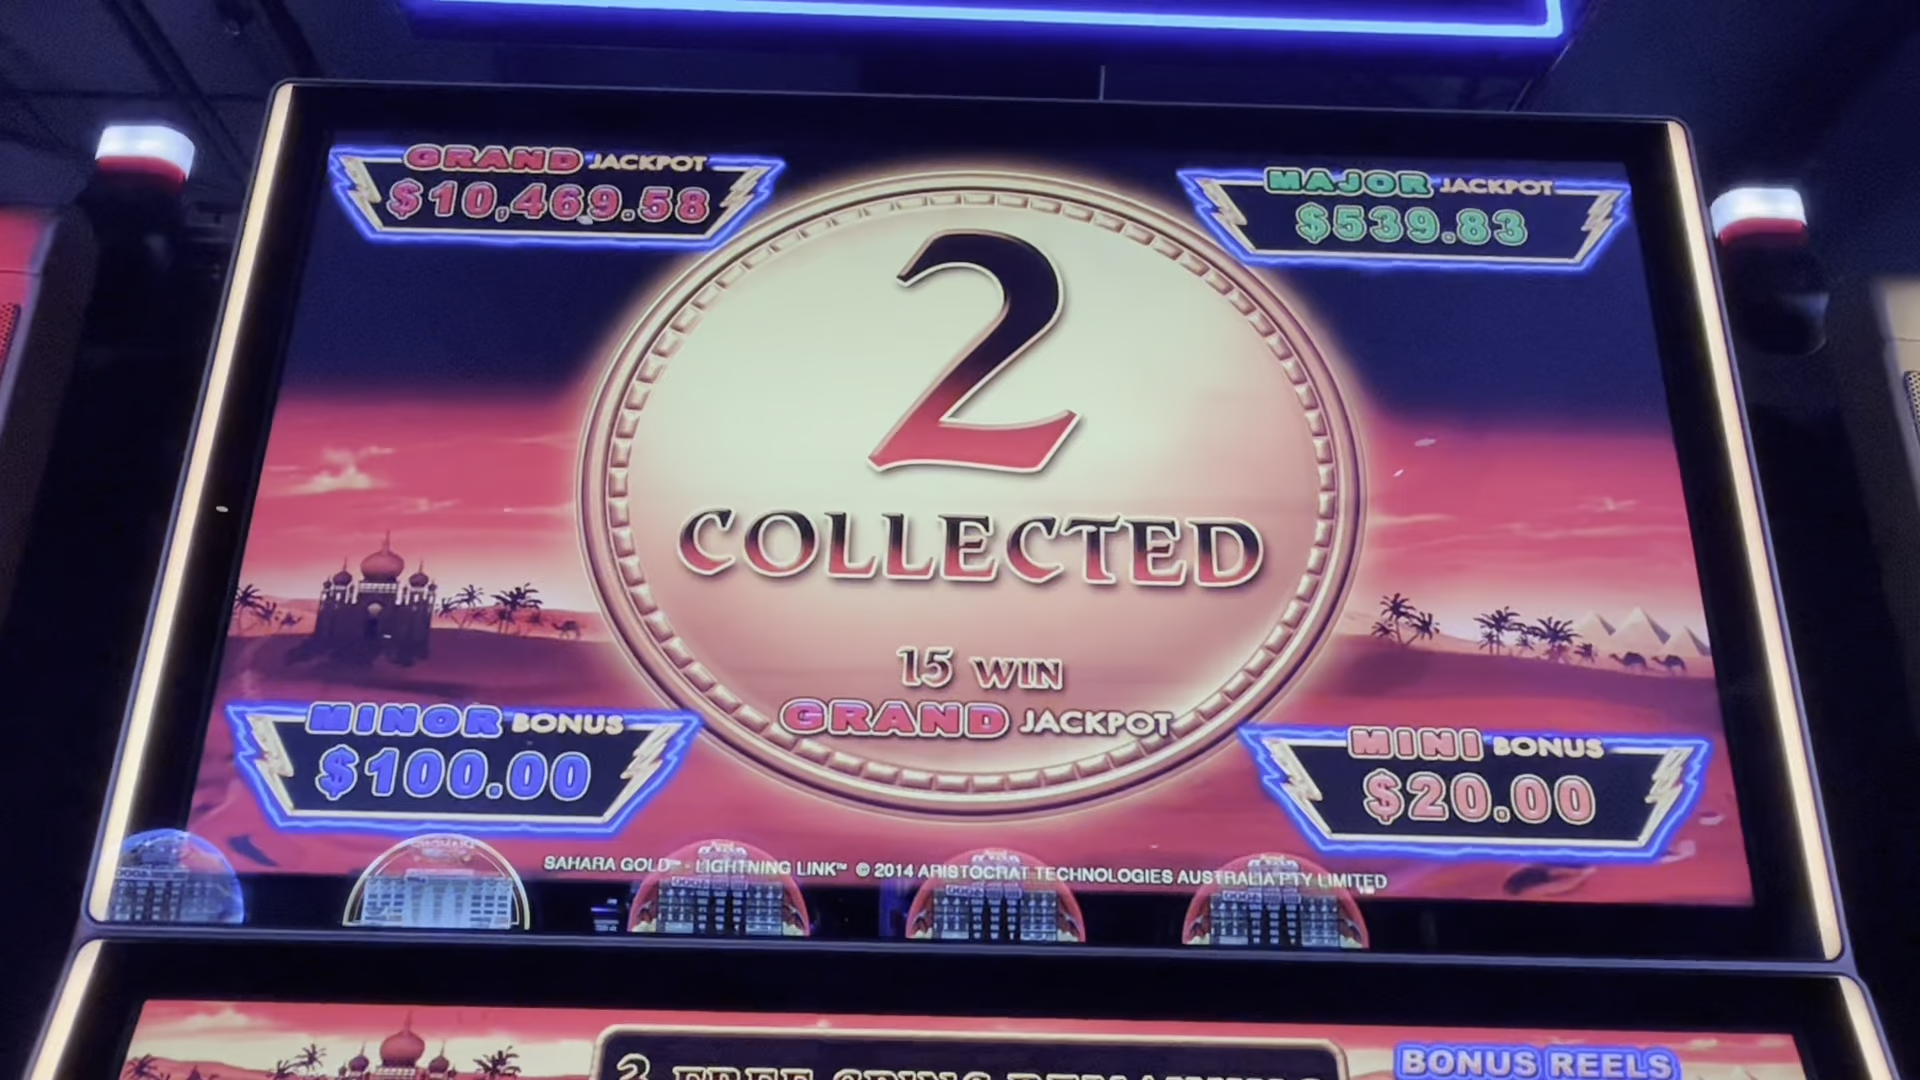 GRAND JACKPOT
$10,469.58
MAJOR JACKPOT
$539.83
2
COLLECTED
15 WIN
GRAND JACKPOT
MINOR BONUS
$100.00
MINI BONUS
$20.00
SAHARA GOLD™ - LIGHTNING LINK™ © 2014 ARISTOCRAT TECHNOLOGIES AUSTRALIA PTY LIMITED
BONUS REELS